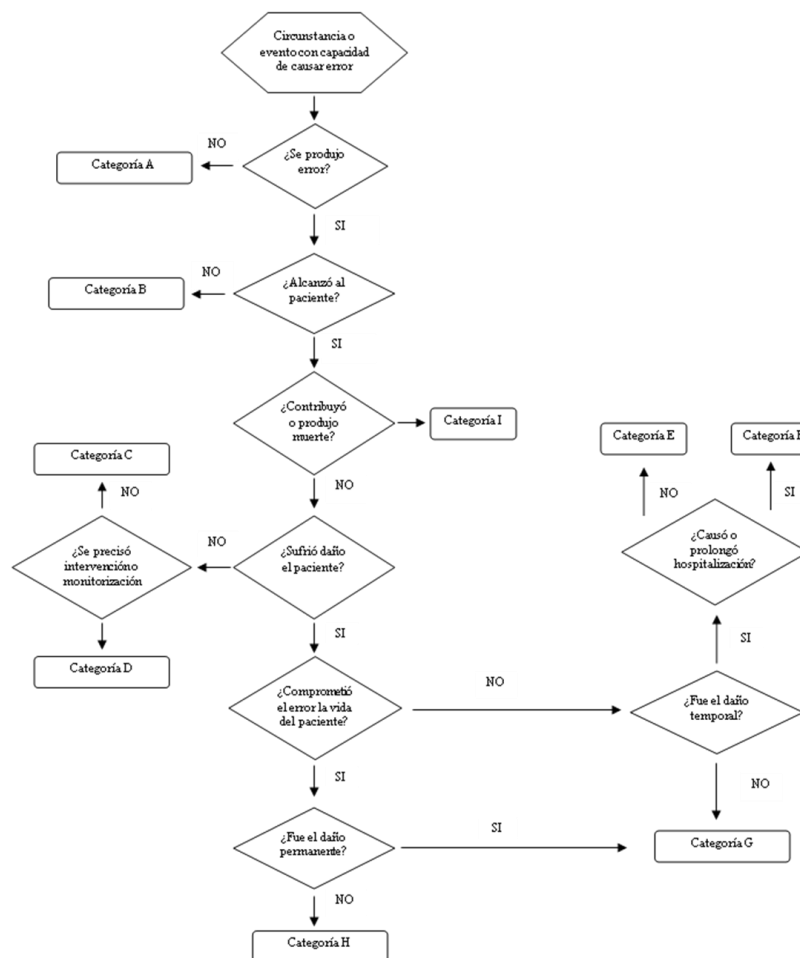 Circunstancia o
evento con capacidad
de causar error
NO
¿Se produjo
error?
Categoría A
SI
NO
¿Alcanzó al
paciente?
Categoría B
SI
¿Contribuyó
o produjo
muerte?
Categoría I
Categoría E
Categoría
Categoría C
NO
NO
SI
NO
¿Se precisó
intervencióno
monitorización
NO
¿Sufrió daño
el paciente?
¿Causó o
prolongó
hospitalización?
SI
SI
Categoría D
¿Comprometió
el error la vida
del paciente?
NO
¿Fue el daño
temporal?
SI
NO
¿Fue el daño
permanente?
SI
Categoría G
NO
Categoría H